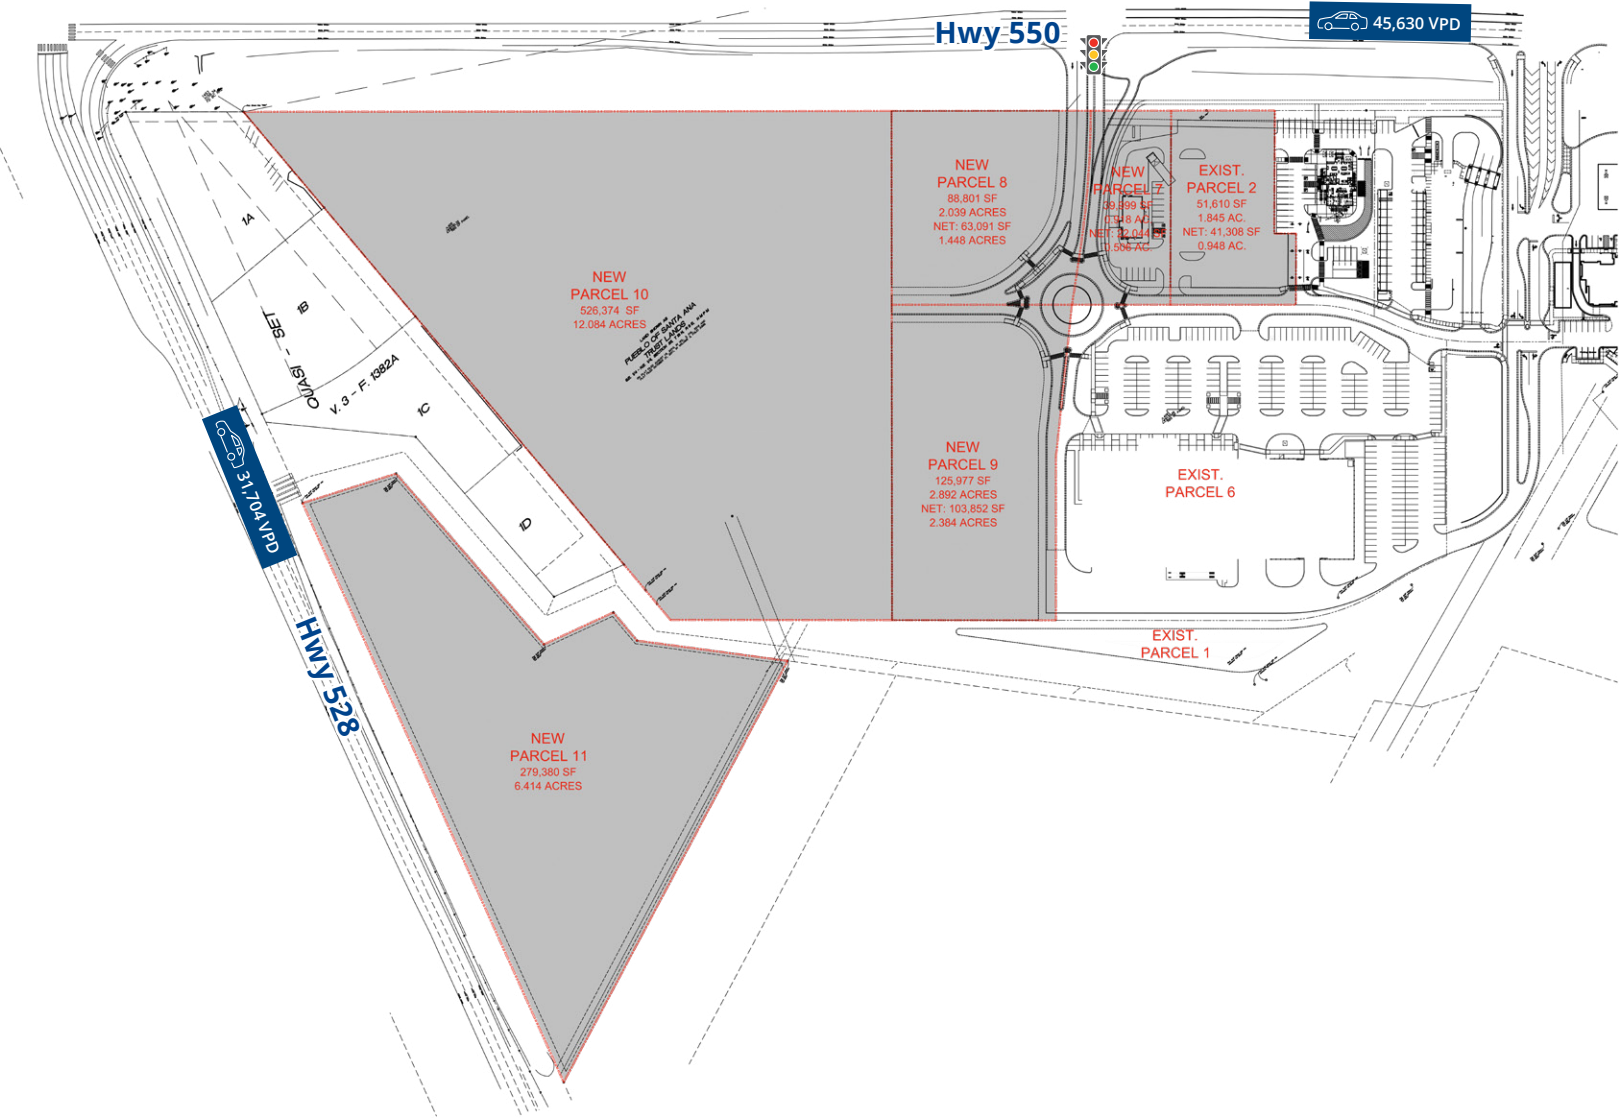 Hwy 550
45,630 VPD
NEW
PARCEL 8
88,801 SF
2.039 ACRES
NET: 63,091 SF
1.448 ACRES
NEW
PARCEL 7
EXIST.
PARCEL 2
51,610 SF
1.845 AC.
NET: 41,308 SF
0.948 AC.
1A
NEW
PARCEL 10
526,374 SF
12.084 ACRES
1B
QUASI - SET
PUEBLO OF SANTA ANA
TRUST LANDS
V. 3 - F. 1382A
1C
31,704 VPD
NEW
PARCEL 9
125,977 SF
2.892 ACRES
NET: 103,852 SF
2.384 ACRES
EXIST.
PARCEL 6
1D
Hwy 528
EXIST.
PARCEL 1
NEW
PARCEL 11
279,380 SF
6.414 ACRES